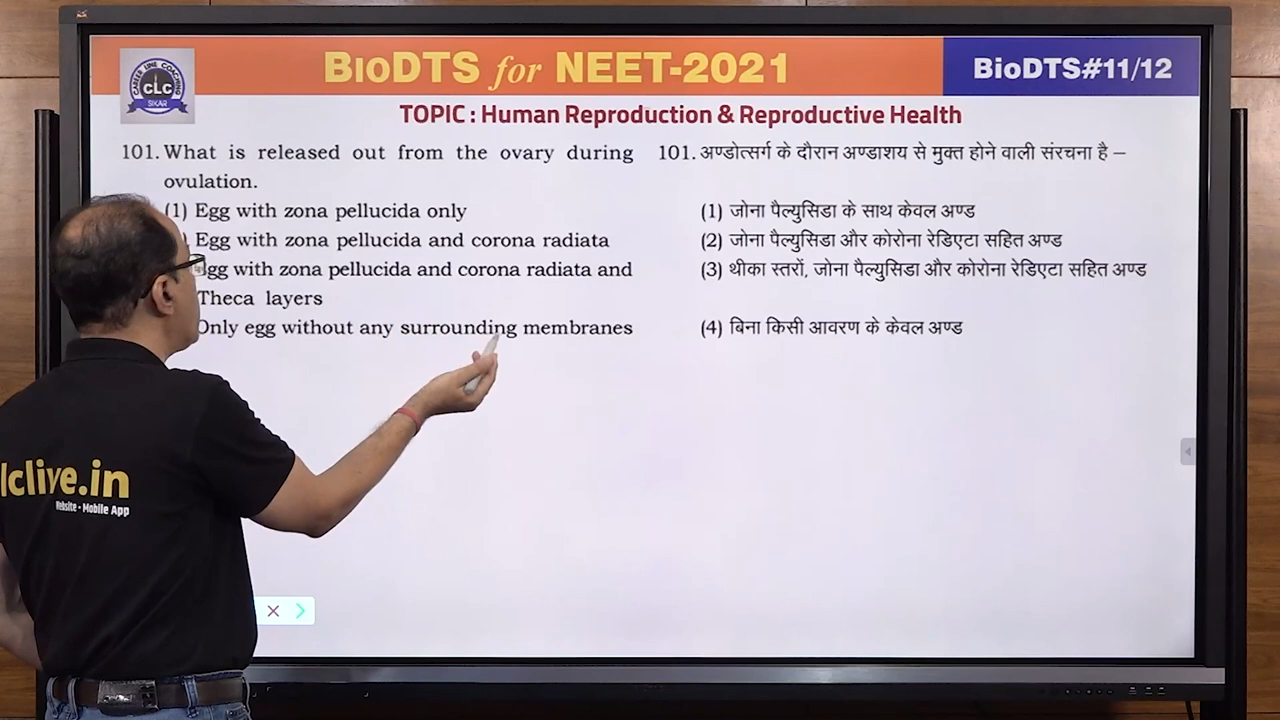 BIODTS for NEET-2021
BIODTS#11/12
CAREER LINE COACHING
CLC
SIKAR
TOPIC : Human Reproduction & Reproductive Health
101. What is released out from the ovary during
ovulation.
(1) Egg with zona pellucida only
) Egg with zona pellucida and corona radiata
Egg with zona pellucida and corona radiata and
Theca layers
Only egg without any surrounding membranes
101. अण्डोत्सर्ग के दौरान अण्डाशय से मुक्त होने वाली संरचना है –
(1) जोना पैल्युसिडा के साथ केवल अण्ड
(2) जोना पैल्युसिडा और कोरोना रेडिएटा सहित अण्ड
(3) थीका स्तरों, जोना पैल्युसिडा और कोरोना रेडिएटा सहित अण्ड
(4) बिना किसी आवरण के केवल अण्ड
lclive.in
Website - Mobile App